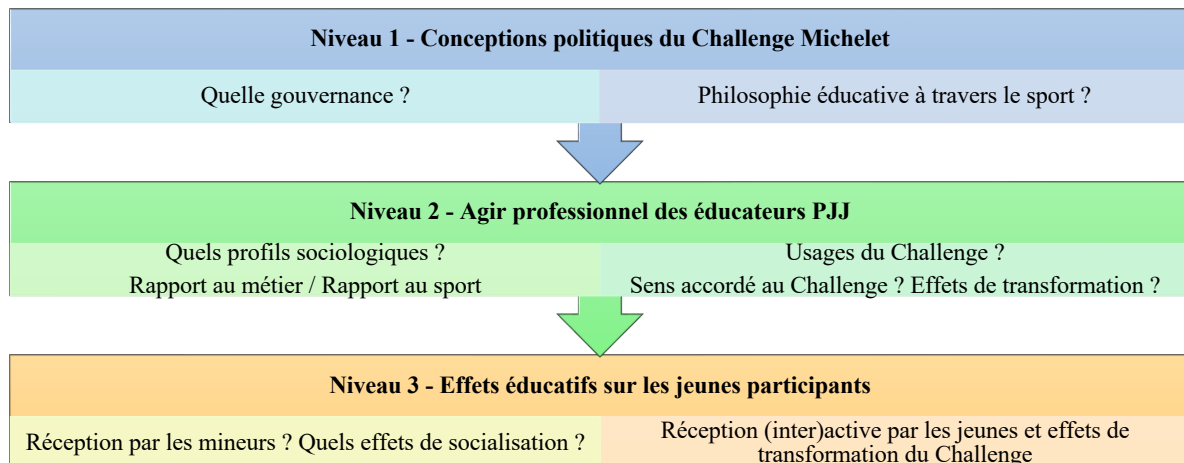 Niveau 1 - Conceptions politiques du Challenge Michelet
Quelle gouvernance ?
Philosophie éducative à travers le sport ?
Niveau 2 - Agir professionnel des éducateurs PJJ
Quels profils sociologiques ?
Rapport au métier / Rapport au sport
Usages du Challenge ?
Sens accordé au Challenge ? Effets de transformation ?
Niveau 3 - Effets éducatifs sur les jeunes participants
Réception par les mineurs ? Quels effets de socialisation ?
Réception (inter)active par les jeunes et effets de
transformation du Challenge